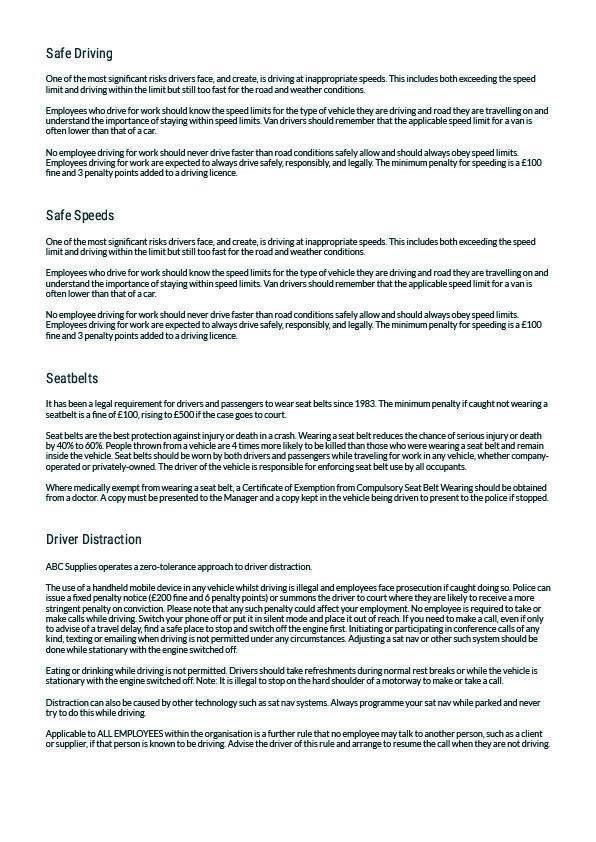 Safe Driving
One of the most significant risks drivers face, and create, is driving at inappropriate speeds. This includes both exceeding the speed
limit and driving within the limit but still too fast for the road and weather conditions.
Employees who drive for work should know the speed limits for the type of vehicle they are driving and road they are travelling on and
understand the importance of staying within speed limits. Van drivers should remember that the applicable speed limit for a van is
often lower than that of a car.
No employee driving for work should never drive faster than road conditions safely allow and should always obey speed limits.
Employees driving for work are expected to always drive safely, responsibly, and legally. The minimum penalty for speeding is a £100
fine and 3 penalty points added to a driving licence.
Safe Speeds
One of the most significant risks drivers face, and create, is driving at inappropriate speeds. This includes both exceeding the speed
limit and driving within the limit but still too fast for the road and weather conditions.
Employees who drive for work should know the speed limits for the type of vehicle they are driving and road they are travelling on and
understand the importance of staying within speed limits. Van drivers should remember that the applicable speed limit for a van is
often lower than that of a car.
No employee driving for work should never drive faster than road conditions safely allow and should always obey speed limits.
Employees driving for work are expected to always drive safely, responsibly, and legally. The minimum penalty for speeding is a £100
fine and 3 penalty points added to a driving licence.
Seatbelts
It has been a legal requirement for drivers and passengers to wear seat belts since 1983. The minimum penalty if caught not wearing a
seatbelt is a fine of £100, rising to £500 if the case goes to court.
Seat belts are the best protection against injury or death in a crash. Wearing a seat belt reduces the chance of serious injury or death
by 40% to 60%. People thrown from a vehicle are 4 times more likely to be killed than those who were wearing a seat belt and remain
inside the vehicle. Seat belts should be worn by both drivers and passengers while traveling for work in any vehicle, whether company-
operated or privately-owned. The driver of the vehicle is responsible for enforcing seat belt use by all occupants.
Where medically exempt from wearing a seat belt, a Certificate of Exemption from Compulsory Seat Belt Wearing should be obtained
from a doctor. A copy must be presented to the Manager and a copy kept in the vehicle being driven to present to the police if stopped.
Driver Distraction
ABC Supplies operates a zero-tolerance approach to driver distraction.
The use of a handheld mobile device in any vehicle whilst driving is illegal and employees face prosecution if caught doing so. Police can
issue a fixed penalty notice (£200 fine and 6 penalty points) or summons the driver to court where they are likely to receive a more
stringent penalty on conviction. Please note that any such penalty could affect your employment. No employee is required to take or
make calls while driving. Switch your phone off or put it in silent mode and place it out of reach. If you need to make a call, even if only
to advise of a travel delay, find a safe place to stop and switch off the engine first. Initiating or participating in conference calls of any
kind, texting or emailing when driving is not permitted under any circumstances. Adjusting a sat nav or other such system should be
done while stationary with the engine switched off.
Eating or drinking while driving is not permitted. Drivers should take refreshments during normal rest breaks or while the vehicle is
stationary with the engine switched off. Note: It is illegal to stop on the hard shoulder of a motorway to make or take a call.
Distraction can also be caused by other technology such as sat nav systems. Always programme your sat nav while parked and never
try to do this while driving.
Applicable to ALL EMPLOYEES within the organisation is a further rule that no employee may talk to another person, such as a client
or supplier, if that person is known to be driving. Advise the driver of this rule and arrange to resume the call when they are not driving.